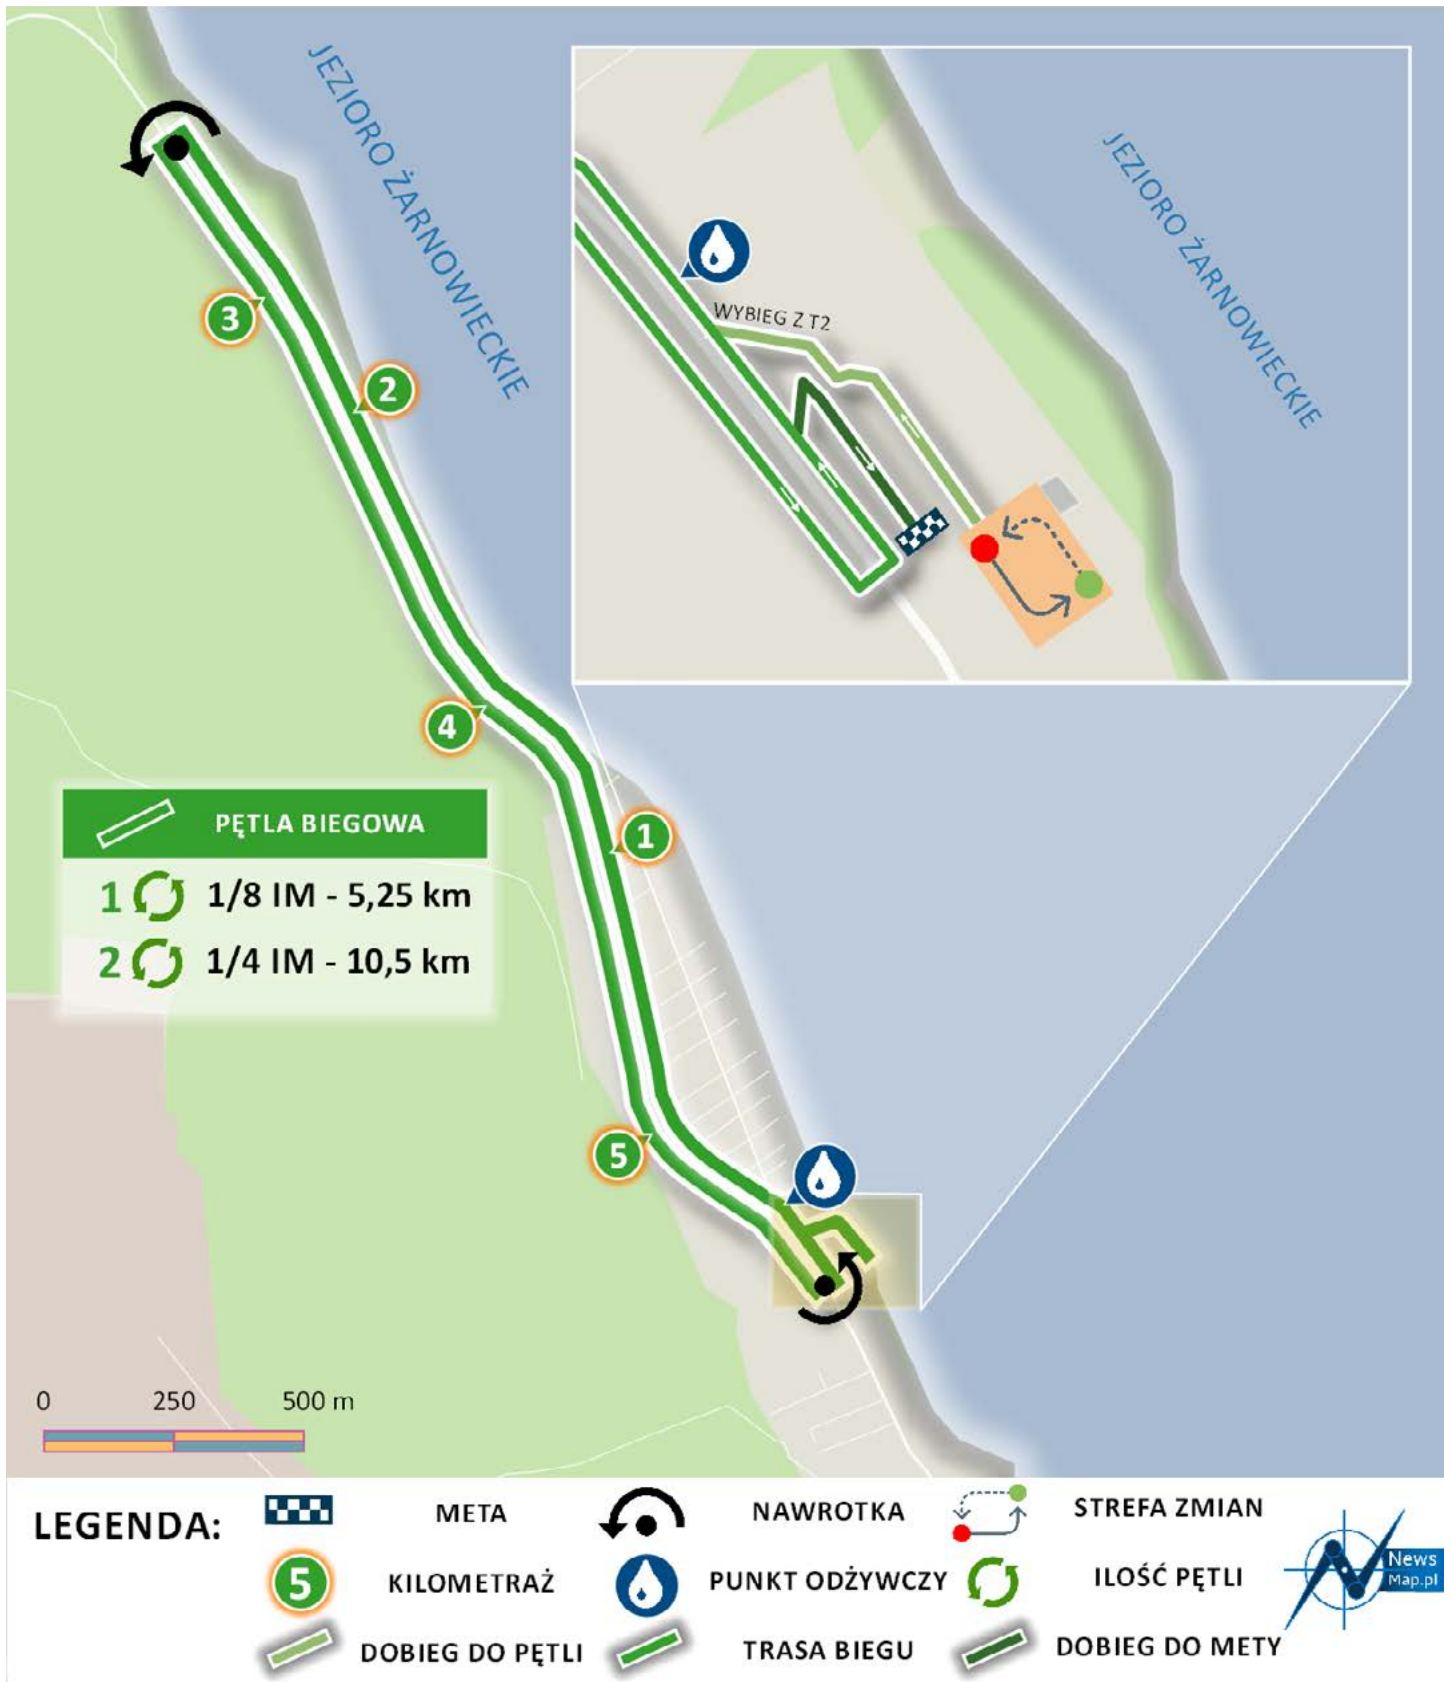 JEZIORO ŻARNOWIECKIE
JEZIORO ŻARNOWIECKIE
WYBIEG Z T2
3
2
4
1
5
PĘTLA BIEGOWA
1 1/8 IM - 5,25 km
2 1/4 IM - 10,5 km
0 250 500 m
LEGENDA:
META
NAWROTKA
STREFA ZMIAN
5 KILOMETRAŻ
PUNKT ODŻYWCZY
ILOŚĆ PĘTLI
DOBIEG DO PĘTLI
TRASA BIEGU
DOBIEG DO METY
News
Map.pl